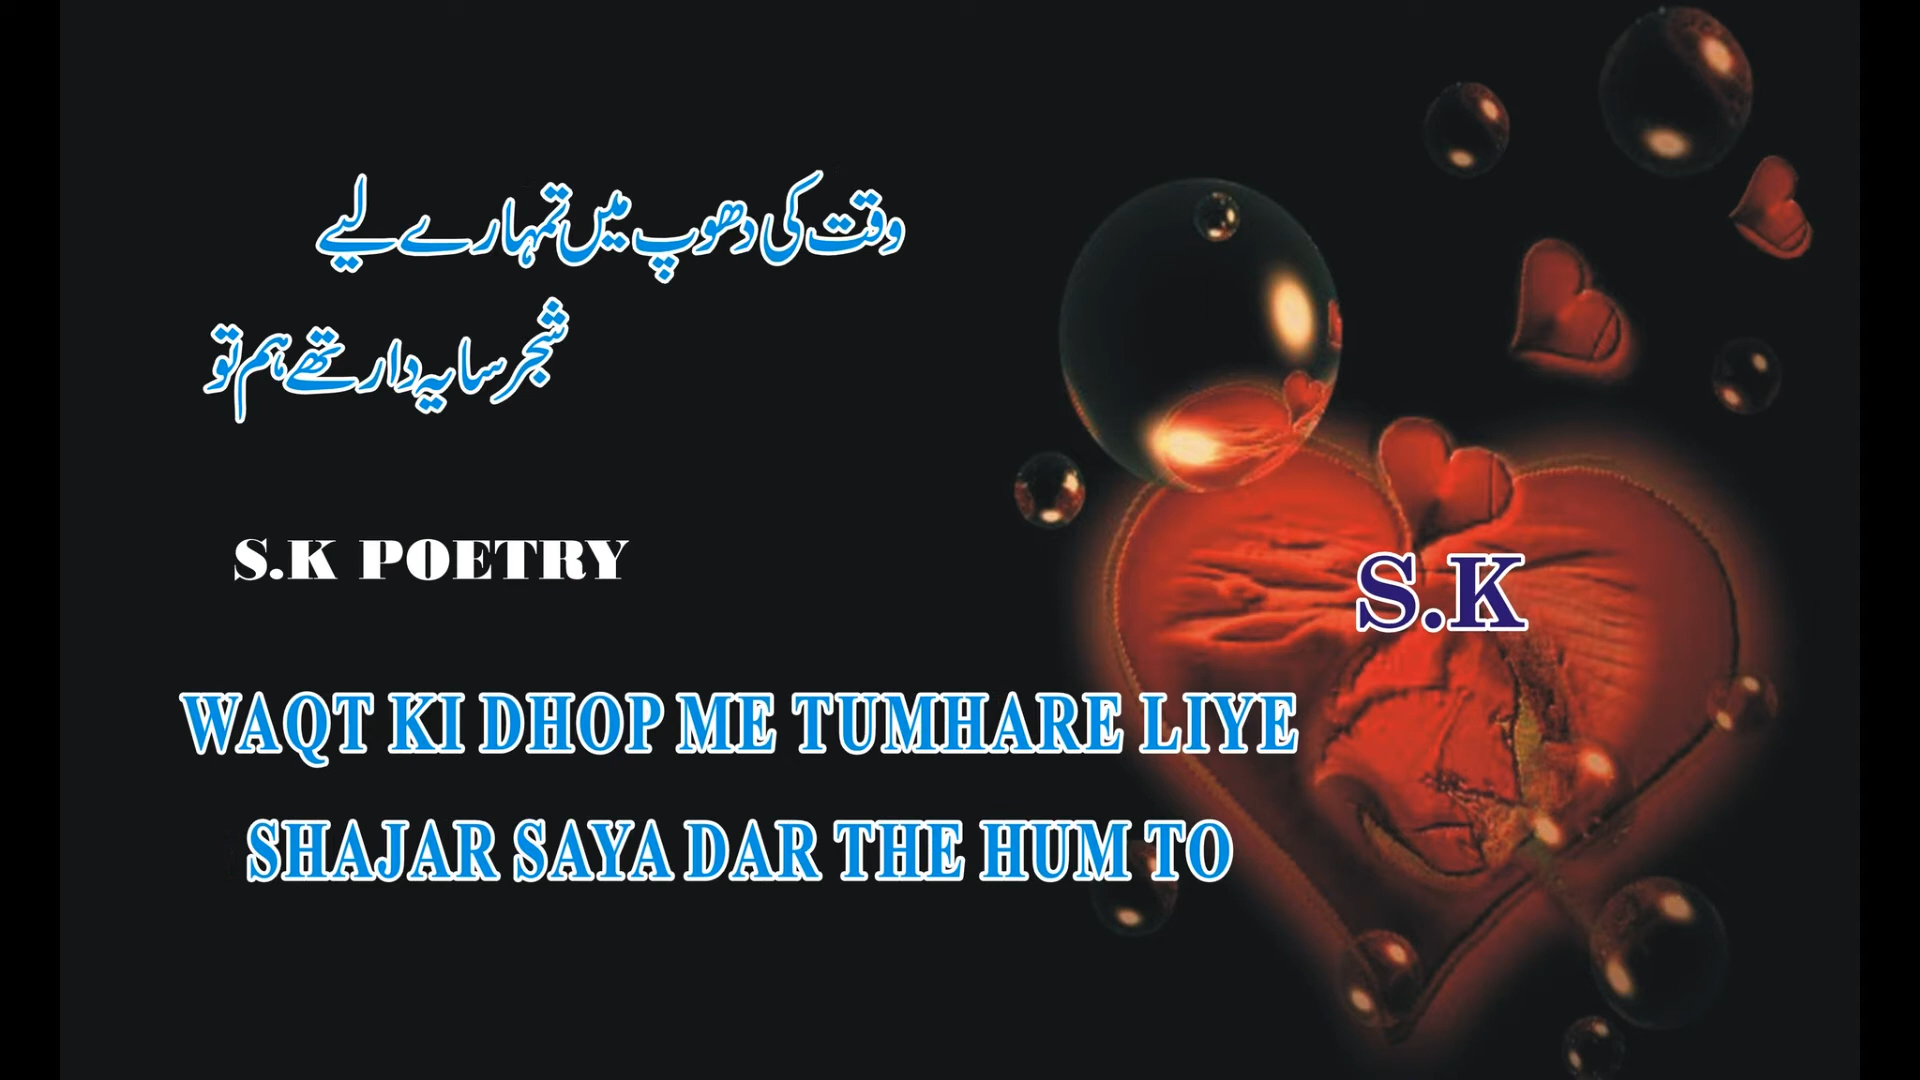 وقت کی دھوپ میں تمہارے لیے
شجر سایہ دار تھے ہم تو
S.K POETRY
S.K
WAQT KI DHOP ME TUMHARE LIYE
SHAJAR SAYA DAR THE HUM TO